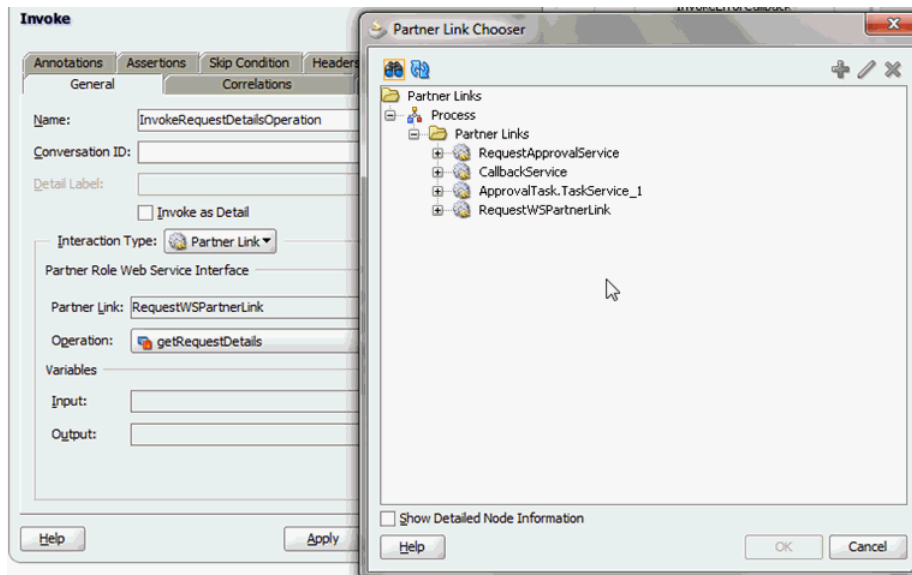 Invoke
InvokeErrorCallback
Annotations Assertions Skip Condition Headers
General Correlations
Name: InvokeRequestDetailsOperation
Conversation ID:
Detail Label:
Invoke as Detail
Interaction Type: Partner Link
Partner Role Web Service Interface
Partner Link: RequestWSPartnerLink
Operation: getRequestDetails
Variables
Input:
Output:
Help Apply
Partner Link Chooser
Partner Links
Process
Partner Links
RequestApprovalService
CallbackService
ApprovalTask.TaskService_1
RequestWSPartnerLink
Show Detailed Node Information
Help OK Cancel